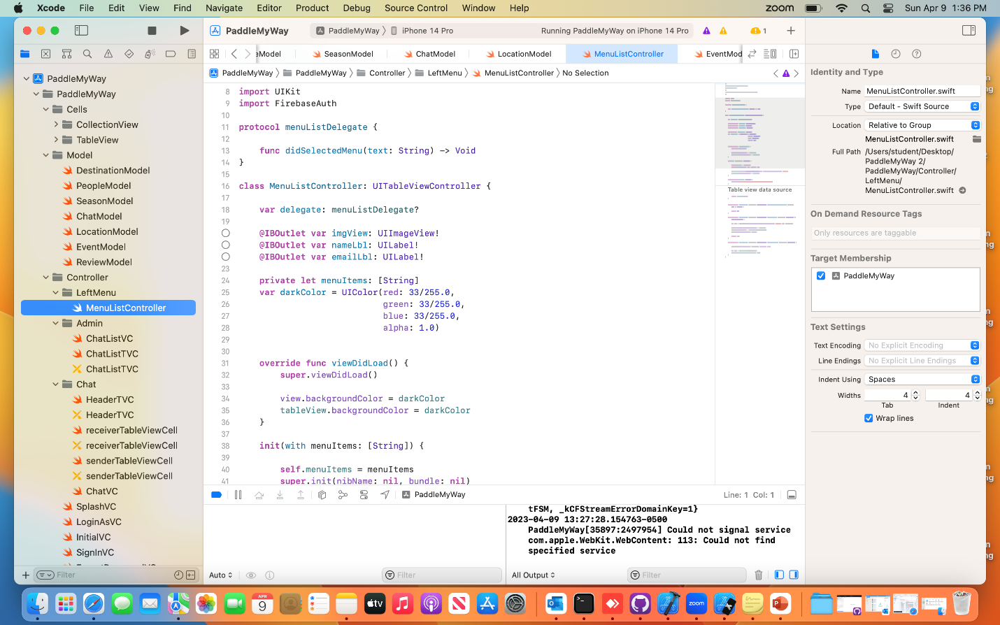 Xcode File Edit View Find Navigate Editor Product Debug Source Control Window Help zoom Sun Apr 9 1:36 PM
PaddleMyWay
PaddleMyWay iPhone 14 Pro Running PaddleMyWay on iPhone 14 Pro 1
eModel SeasonModel ChatModel LocationModel MenuListController EventMod
PaddleMyWay PaddleMyWay Controller LeftMenu MenuListController No Selection
PaddleMyWay
PaddleMyWay
Cells
CollectionView
TableView
Model
DestinationModel
PeopleModel
SeasonModel
ChatModel
LocationModel
EventModel
ReviewModel
Controller
LeftMenu
MenuListController
Admin
ChatListVC
ChatListTVC
ChatListTVC
Chat
HeaderTVC
HeaderTVC
receiverTableViewCell
receiverTableViewCell
senderTableViewCell
senderTableViewCell
ChatVC
SplashVC
LoginAsVC
InitialVC
SignInVC
Filter
8 import UIKit
9 import FirebaseAuth
10
11 protocol menuListDelegate {
12
13 func didSelectedMenu(text: String) -> Void
14 }
15
16 class MenuListController: UITableViewController {
17
18 var delegate: menuListDelegate?
19
@IBOutlet var imgView: UIImageView!
@IBOutlet var nameLbl: UILabel!
@IBOutlet var emailLbl: UILabel!
23
24 private let menuItems: [String]
25 var darkColor = UIColor(red: 33/255.0,
26 green: 33/255.0,
27 blue: 33/255.0,
28 alpha: 1.0)
29
30
31 override func viewDidLoad() {
32 super.viewDidLoad()
33
34 view.backgroundColor = darkColor
35 tableView.backgroundColor = darkColor
36 }
37
38 init(with menuItems: [String]) {
39
40 self.menuItems = menuItems
41 super.init(nibName: nil, bundle: nil)
Table view data source
PaddleMyWay Line: 1 Col: 1
tFSM, _kCFStreamErrorDomainKey=1}
2023-04-09 13:27:28.154763-0500
PaddleMyWay[35897:2497954] Could not signal service
com.apple.WebKit.WebContent: 113: Could not find
specified service
Auto Filter All Output Filter
Identity and Type
Name MenuListController.swift
Type Default - Swift Source
Location Relative to Group
MenuListController.swift
Full Path /Users/student/Desktop/
PaddleMyWay 2/
PaddleMyWay/Controller/
LeftMenu/
MenuListController.swift
On Demand Resource Tags
Only resources are taggable
Target Membership
PaddleMyWay
Text Settings
Text Encoding No Explicit Encoding
Line Endings No Explicit Line Endings
Indent Using Spaces
Widths 4 4
Tab Indent
Wrap lines
APR
9
tv
zoom